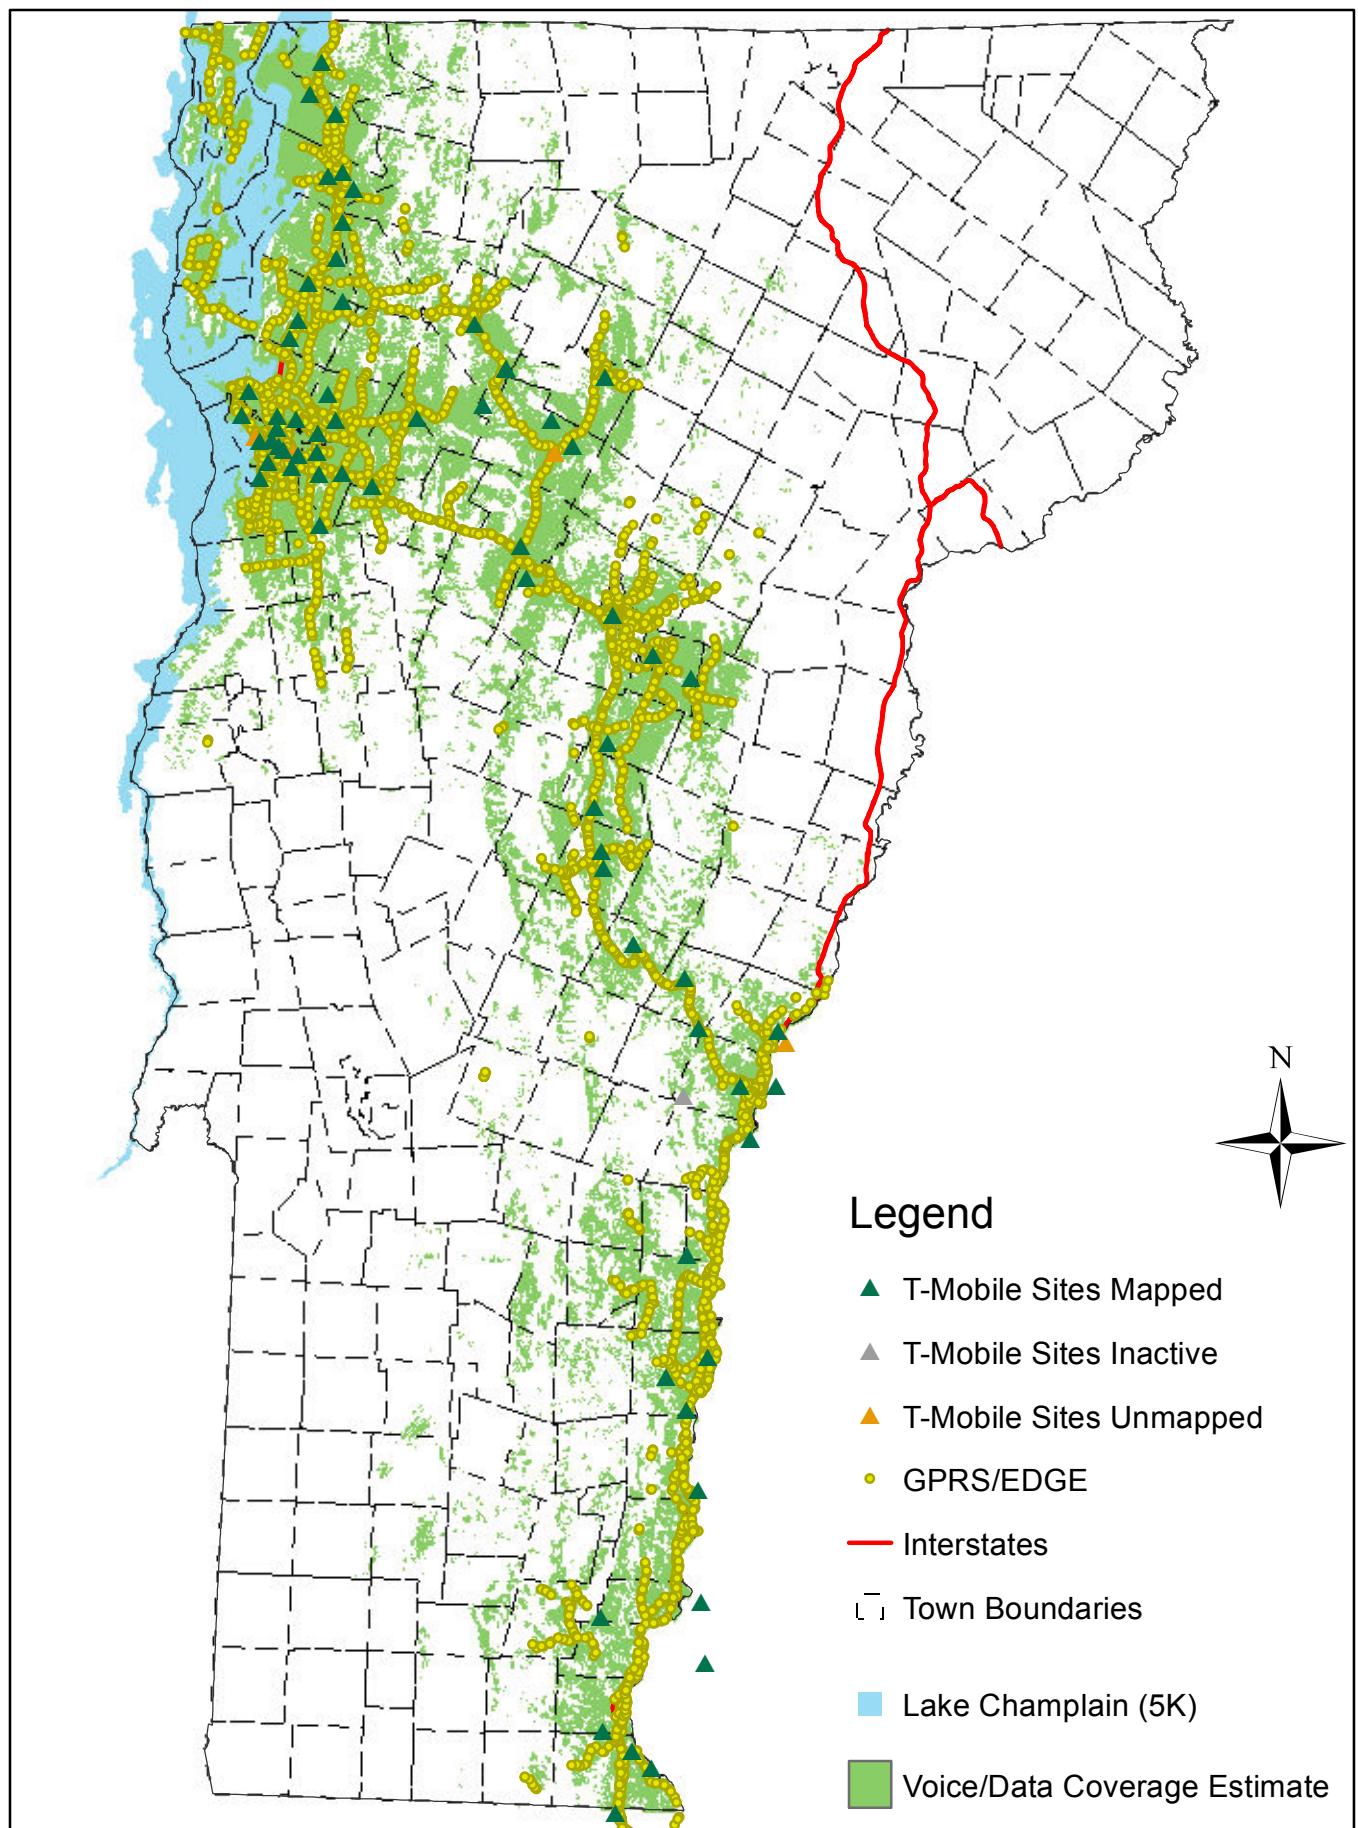 N
Legend
T-Mobile Sites Mapped
T-Mobile Sites Inactive
T-Mobile Sites Unmapped
GPRS/EDGE
Interstates
Town Boundaries
Lake Champlain (5K)
Voice/Data Coverage Estimate